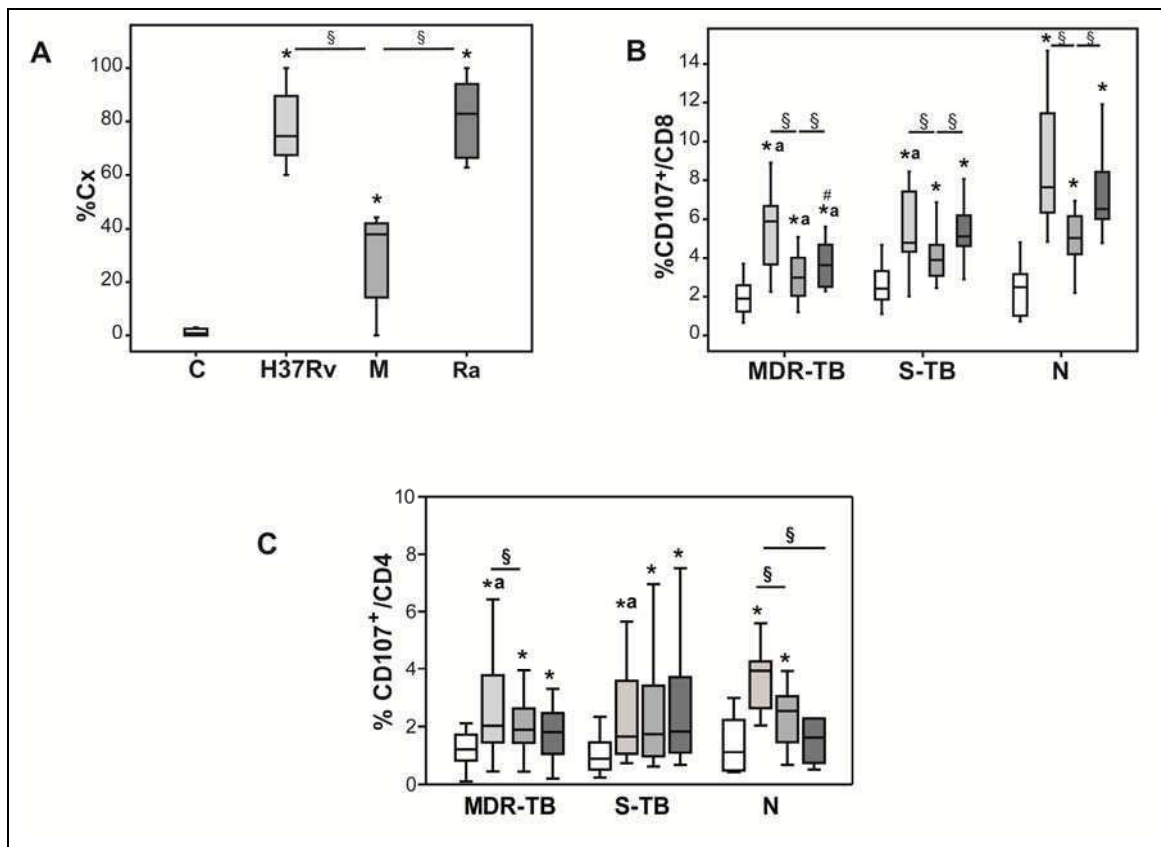 A
%Cx
100
80
60
40
20
0
* § * § *
C H37Rv M Ra
B
%CD107+/CD8
14
12
10
8
6
4
2
0
§ §
*a *a #
*a
§ §
*a * *
* § §
* *
MDR-TB S-TB N
C
% CD107+/CD4
10
8
6
4
2
0
§
*a * *
*a * *
§
§
* *
MDR-TB S-TB N